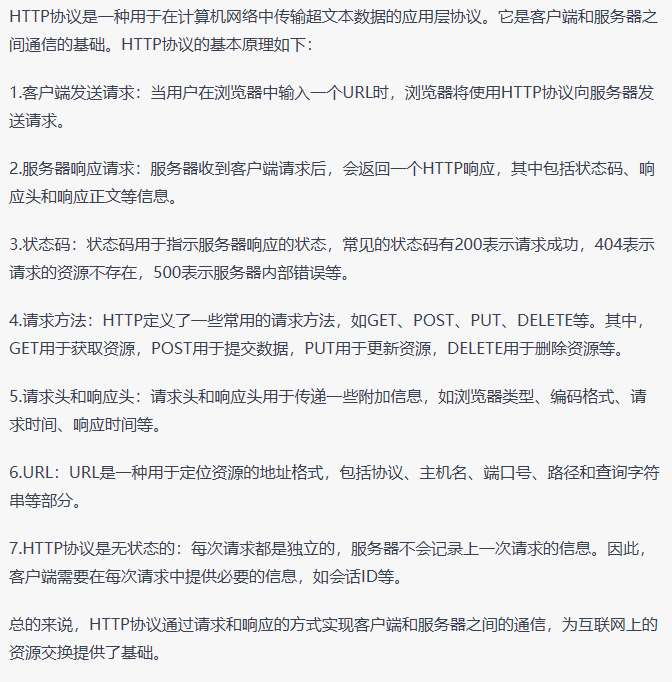 HTTP协议是一种用于在计算机网络中传输超文本数据的应用层协议。它是客户端和服务器之
间通信的基础。HTTP协议的基本原理如下：
1.客户端发送请求：当用户在浏览器中输入一个URL时，浏览器将使用HTTP协议向服务器发
送请求。
2.服务器响应请求：服务器收到客户端请求后，会返回一个HTTP响应，其中包括状态码、响
应头和响应正文等信息。
3.状态码：状态码用于指示服务器响应的状态，常见的状态码有200表示请求成功，404表示
请求的资源不存在，500表示服务器内部错误等。
4.请求方法：HTTP定义了一些常用的请求方法，如GET、POST、PUT、DELETE等。其中，
GET用于获取资源，POST用于提交数据，PUT用于更新资源，DELETE用于删除资源等。
5.请求头和响应头：请求头和响应头用于传递一些附加信息，如浏览器类型、编码格式、请
求时间、响应时间等。
6.URL：URL是一种用于定位资源的地址格式，包括协议、主机名、端口号、路径和查询字符
串等部分。
7.HTTP协议是无状态的：每次请求都是独立的，服务器不会记录上一次请求的信息。因此，
客户端需要在每次请求中提供必要的信息，如会话ID等。
总的来说，HTTP协议通过请求和响应的方式实现客户端和服务器之间的通信，为互联网上的
资源交换提供了基础。